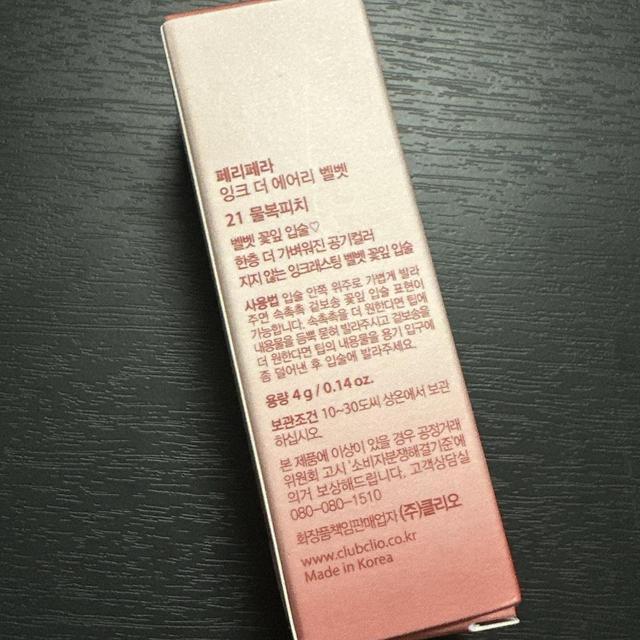 페리페라
잉크 더 에어리 벨벳
21 물복피치
벨벳 꽃잎 입술♡
한층 더 가벼워진 공기컬러
지지 않는 잉크래스팅 벨벳 꽃잎 입술
사용법 입술 안쪽 위주로 가볍게 발라
주면 속촉촉 겉보송 꽃잎 입술 표현이
가능합니다. 속촉촉을 더 원한다면 팁에
내용물을 듬뿍 묻혀 발라주시고 겉보송을
더 원한다면 팁의 내용물을 용기 입구에
좀 덜어낸 후 입술에 발라주세요.
용량 4 g / 0.14 oz.
보관조건 10~30도씨 상온에서 보관
하십시오.
본 제품에 이상이 있을 경우 공정거래
위원회 고시 '소비자분쟁해결기준'에
의거 보상해드립니다. 고객상담실
080-080-1510
화장품책임판매업자 (주)클리오
www.clubclio.co.kr
Made in Korea